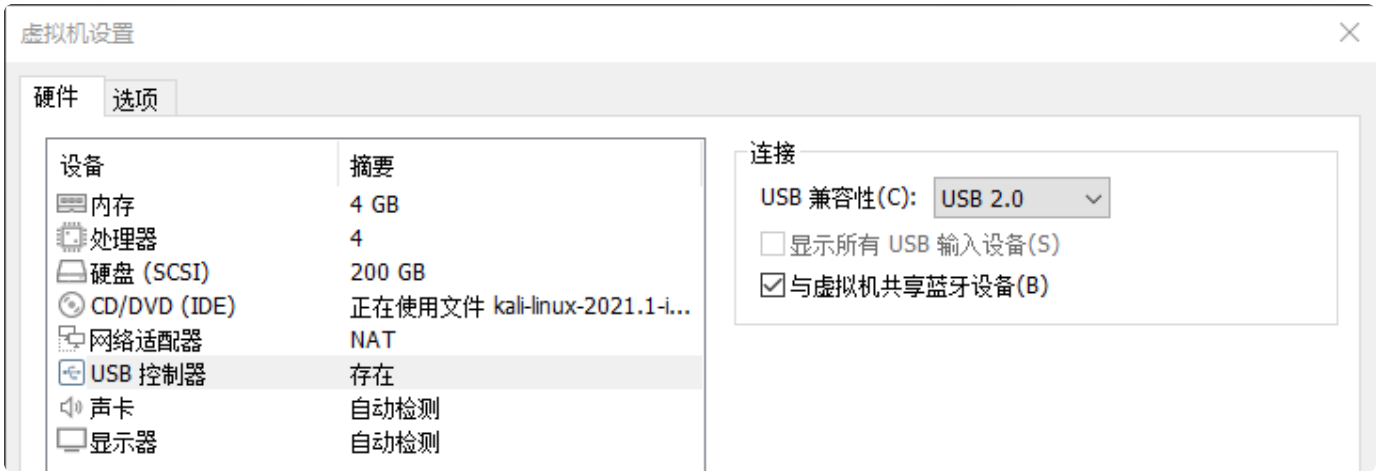 虚拟机设置
硬件 选项
设备 摘要
内存 4 GB
处理器 4
硬盘 (SCSI) 200 GB
CD/DVD (IDE) 正在使用文件 kali-linux-2021.1-i...
网络适配器 NAT
USB 控制器 存在
声卡 自动检测
显示器 自动检测
连接
USB 兼容性(C): USB 2.0
显示所有 USB 输入设备(S)
与虚拟机共享蓝牙设备(B)